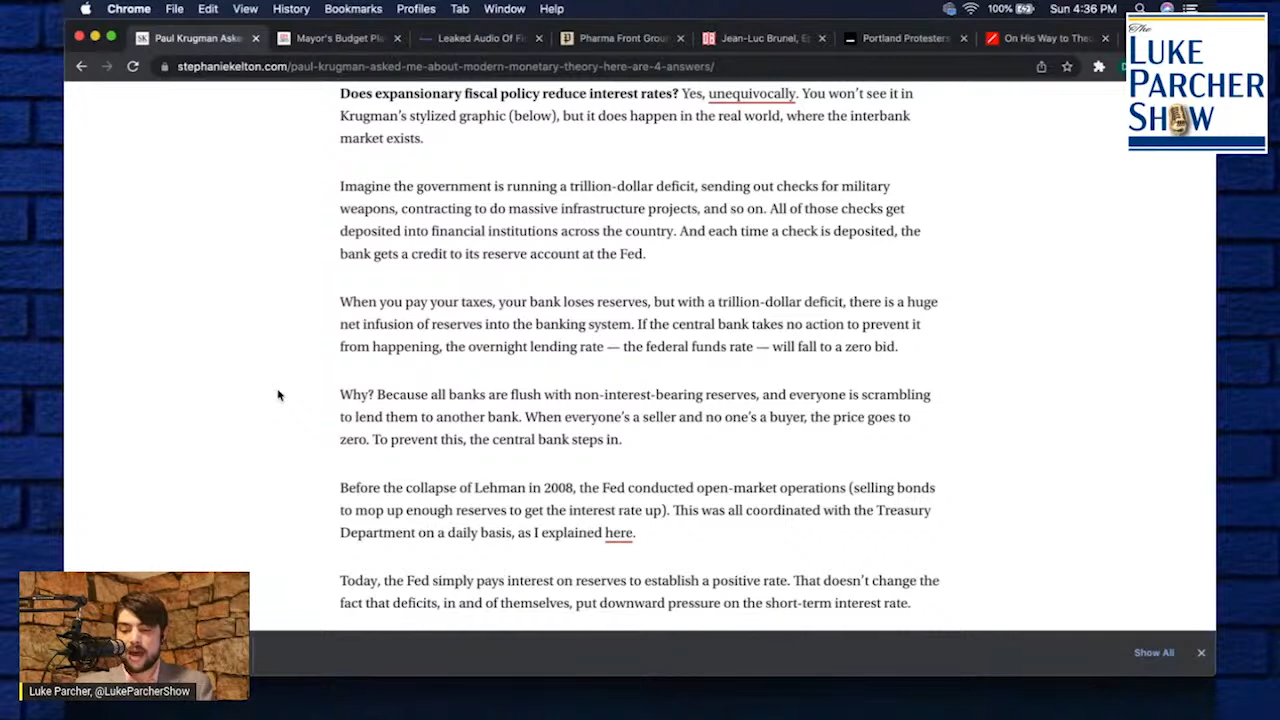 Chrome File Edit View History Bookmarks Profiles Tab Window Help 100% Sun 4:36 PM
Paul Krugman Aske Mayor's Budget Pla Leaked Audio Of Fi Pharma Front Grou Jean-Luc Brunel, Ep Portland Protesters On His Way to The
stephaniekelton.com/paul-krugman-asked-me-about-modern-monetary-theory-here-are-4-answers/
The
LUKE
PARCHER
SHOW
Does expansionary fiscal policy reduce interest rates? Yes, unequivocally. You won't see it in
Krugman's stylized graphic (below), but it does happen in the real world, where the interbank
market exists.
Imagine the government is running a trillion-dollar deficit, sending out checks for military
weapons, contracting to do massive infrastructure projects, and so on. All of those checks get
deposited into financial institutions across the country. And each time a check is deposited, the
bank gets a credit to its reserve account at the Fed.
When you pay your taxes, your bank loses reserves, but with a trillion-dollar deficit, there is a huge
net infusion of reserves into the banking system. If the central bank takes no action to prevent it
from happening, the overnight lending rate — the federal funds rate — will fall to a zero bid.
Why? Because all banks are flush with non-interest-bearing reserves, and everyone is scrambling
to lend them to another bank. When everyone's a seller and no one's a buyer, the price goes to
zero. To prevent this, the central bank steps in.
Before the collapse of Lehman in 2008, the Fed conducted open-market operations (selling bonds
to mop up enough reserves to get the interest rate up). This was all coordinated with the Treasury
Department on a daily basis, as I explained here.
Today, the Fed simply pays interest on reserves to establish a positive rate. That doesn't change the
fact that deficits, in and of themselves, put downward pressure on the short-term interest rate.
Show All
Luke Parcher, @LukeParcherShow